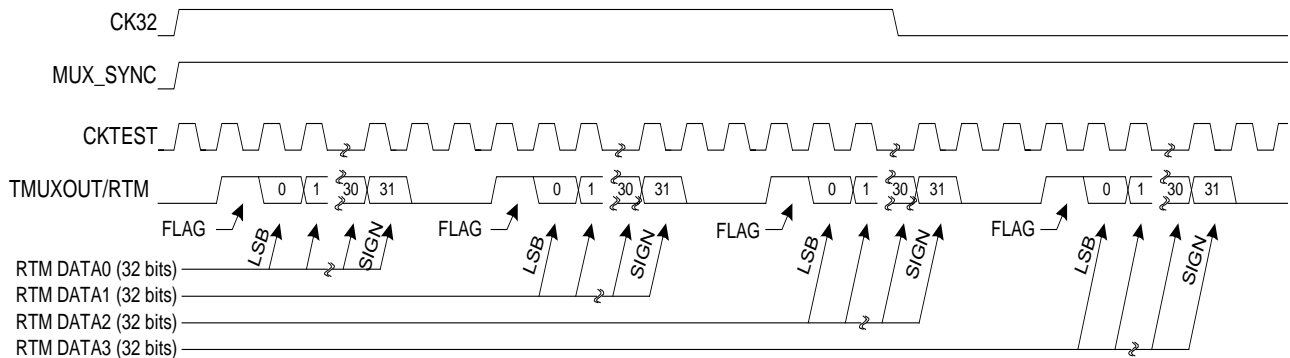 CK32
MUX_SYNC
CKTEST
TMUXOUT/RTM
0 1 30 31 0 1 30 31 0 1 30 31 0 1 30 31
FLAG FLAG FLAG FLAG
LSB SIGN LSB SIGN LSB SIGN LSB SIGN
RTM DATA0 (32 bits)
RTM DATA1 (32 bits)
RTM DATA2 (32 bits)
RTM DATA3 (32 bits)